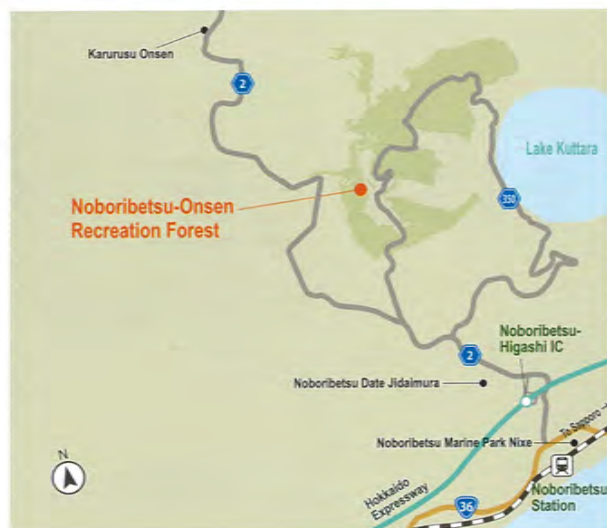 Karurusu Onsen
2
Lake Kuttara
Noboribetsu-Onsen
Recreation Forest
350
Noboribetsu-
Higashi IC
2
Noboribetsu Date Jidaimura
To Sapporo
Noboribetsu Marine Park Nixe
N
Hokkaido
Expressway
36
Noboribetsu
Station